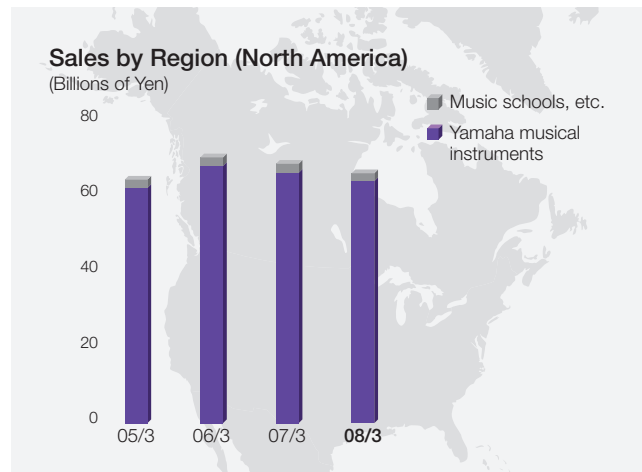 Sales by Region (North America)
(Billions of Yen)
Music schools, etc.
Yamaha musical
instruments
80
60
40
20
0
05/3
06/3
07/3
08/3